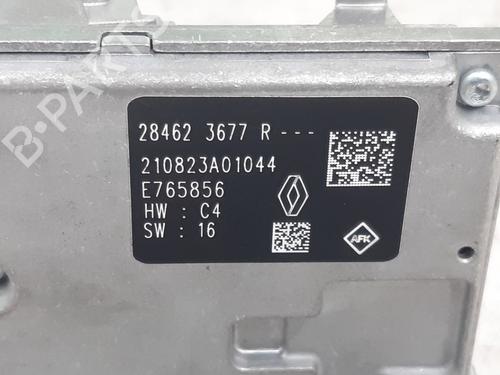 B-PARTS
28462 3677 R ---
210823A01044
E765856
HW : C4
SW : 16
AFK